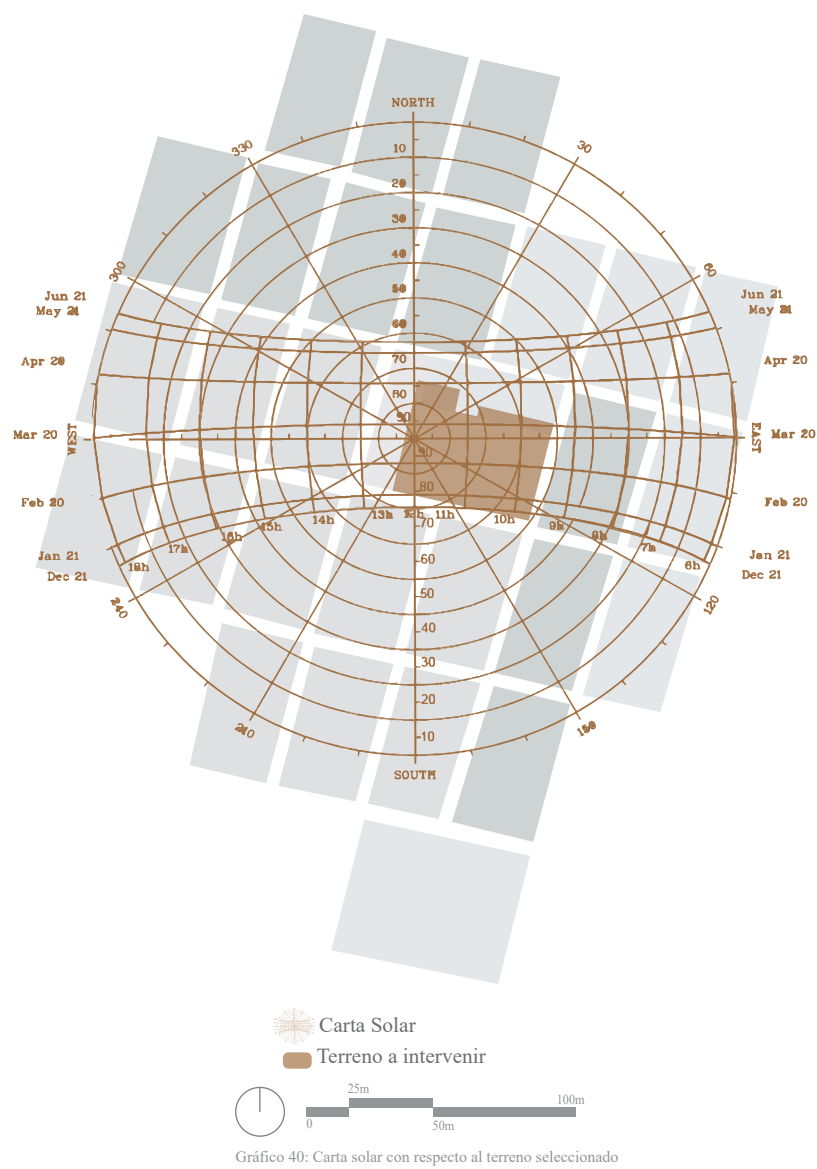 NORTH
330
30
10
20
30
40
50
60
70
80
90
300
60
Jun 21
May 21
Apr 20
Mar 20
WEST
Feb 20
Jan 21
Dec 21
Jun 21
May 21
Apr 20
EAST
Mar 20
Feb 20
Jan 21
Dec 21
90
80
70
60
50
40
30
20
10
18h
17h
16h
15h
14h
13h
12h
11h
10h
9h
8h
7h
6h
240
120
210
150
SOUTH
Carta Solar
Terreno a intervenir
25m
100m
0
50m
Gráfico 40: Carta solar con respecto al terreno seleccionado